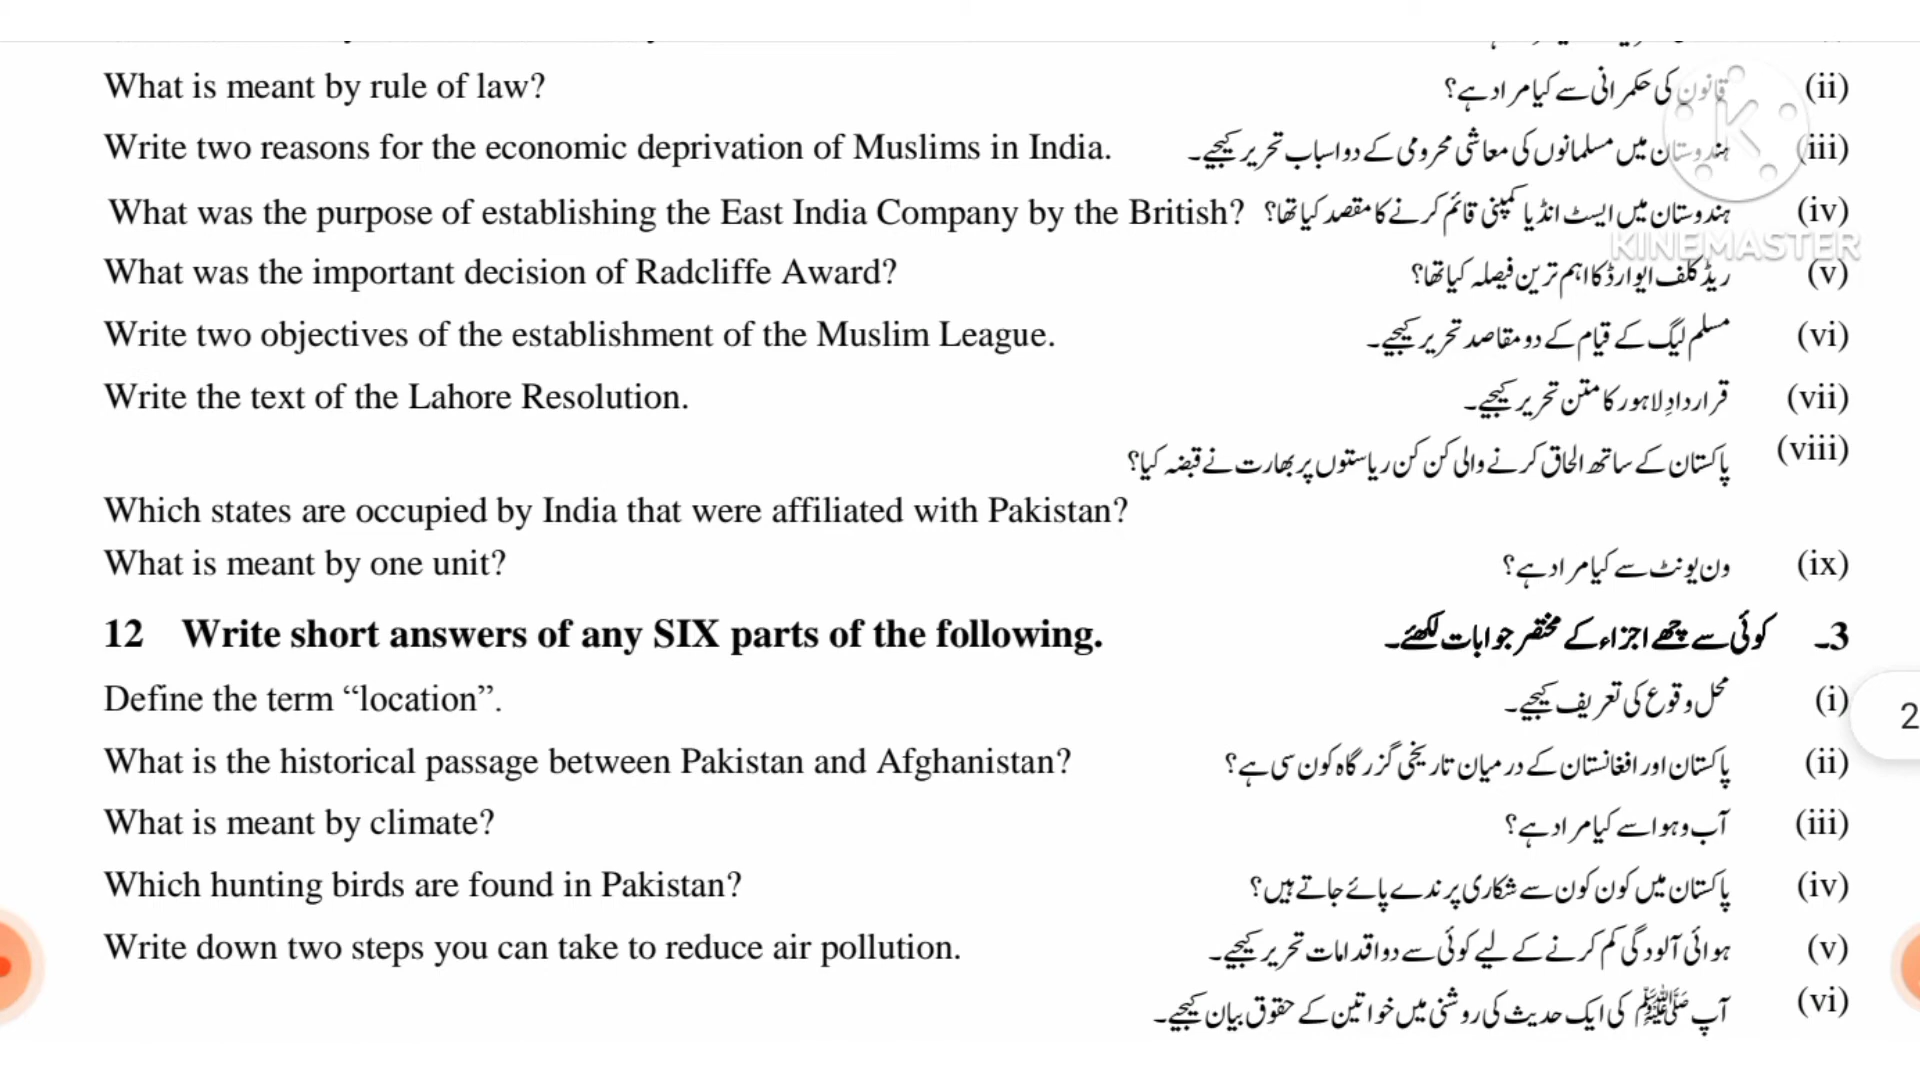 What is meant by rule of law? قانون کی حکمرانی سے کیا مراد ہے؟ (ii)
Write two reasons for the economic deprivation of Muslims in India. ہندوستان میں مسلمانوں کی معاشی محرومی کے دو اسباب تحریر کیجیے۔ (iii)
What was the purpose of establishing the East India Company by the British? ہندوستان میں ایسٹ انڈیا کمپنی قائم کرنے کا مقصد کیا تھا؟ (iv)
KINEMASTER
What was the important decision of Radcliffe Award? ریڈ کلف ایوارڈ کا اہم ترین فیصلہ کیا تھا؟ (v)
Write two objectives of the establishment of the Muslim League. مسلم لیگ کے قیام کے دو مقاصد تحریر کیجیے۔ (vi)
Write the text of the Lahore Resolution. قراردادِ لاہور کا متن تحریر کیجیے۔ (vii)
پاکستان کے ساتھ الحاق کرنے والی کن کن ریاستوں پر بھارت نے قبضہ کیا؟ (viii)
Which states are occupied by India that were affiliated with Pakistan?
What is meant by one unit? ون یونٹ سے کیا مراد ہے؟ (ix)
12 Write short answers of any SIX parts of the following. کوئی سے چھے اجزاء کے مختصر جوابات لکھئے۔ 3۔
Define the term “location”. محل وقوع کی تعریف کیجیے۔ (i)
2
What is the historical passage between Pakistan and Afghanistan? پاکستان اور افغانستان کے درمیان تاریخی گزر گاہ کون سی ہے؟ (ii)
What is meant by climate? آب و ہوا سے کیا مراد ہے؟ (iii)
Which hunting birds are found in Pakistan? پاکستان میں کون کون سے شکاری پرندے پائے جاتے ہیں؟ (iv)
Write down two steps you can take to reduce air pollution. ہوائی آلودگی کم کرنے کے لیے کوئی سے دو اقدامات تحریر کیجیے۔ (v)
آپ ﷺ کی ایک حدیث کی روشنی میں خواتین کے حقوق بیان کیجیے۔ (vi)